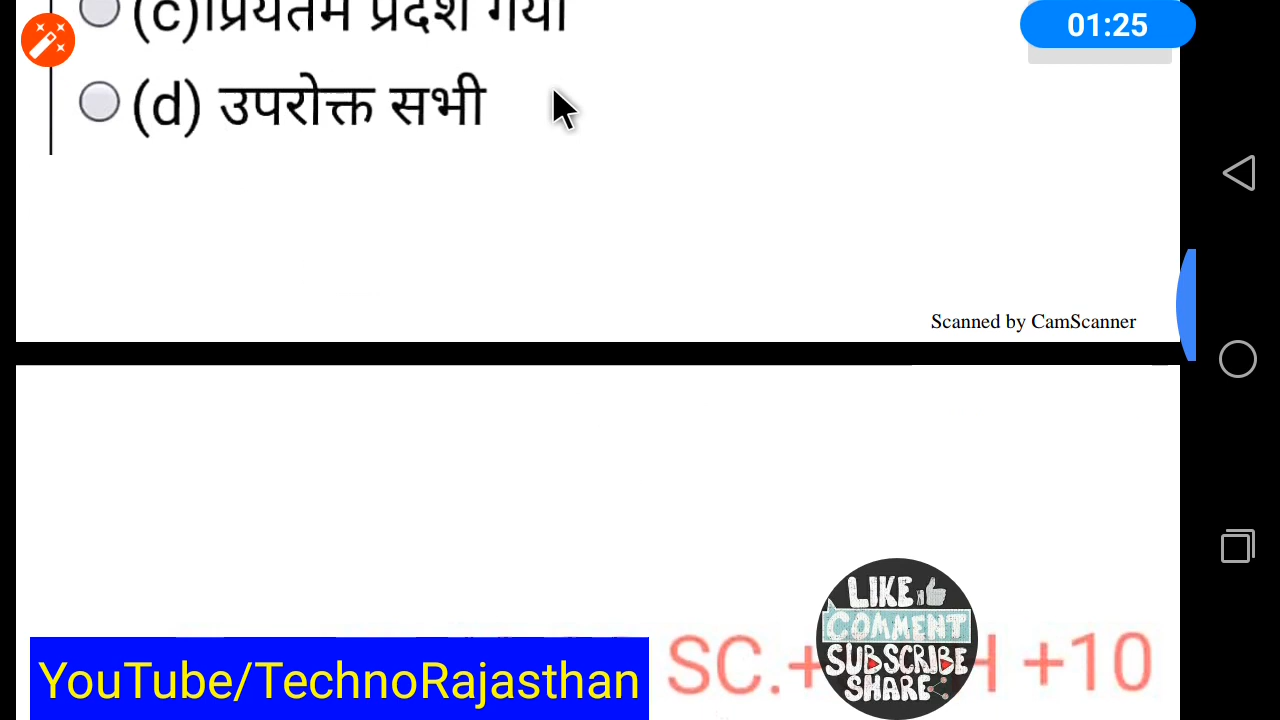 (c)प्रियतम प्रदेश गया
01:25
(d) उपरोक्त सभी
Scanned by CamScanner
LIKE
COMMENT
SUBSCRIBE
SHARE
YouTube/TechnoRajasthan
SC.+
+10